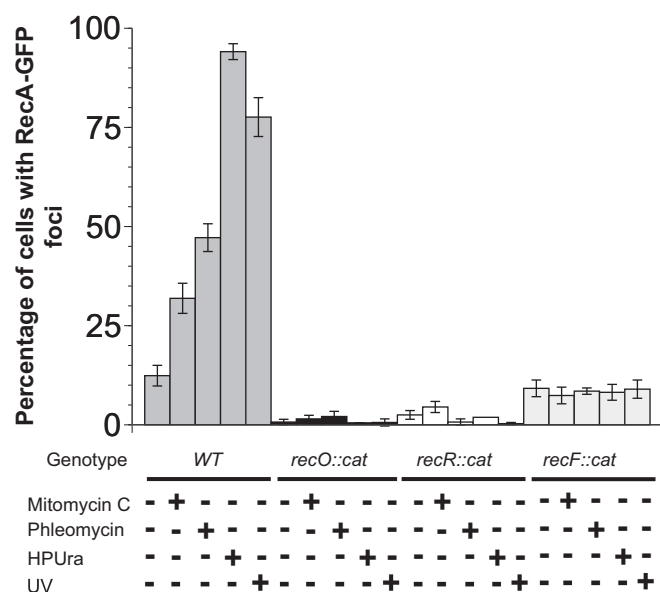 Percentage of cells with RecA-GFP
foci
100
75
50
25
0
Genotype WT recO::cat recR::cat recF::cat
Mitomycin C - + - - - - + - - - - + - - - - + - - -
Phleomycin - - + - - - - + - - - - + - - - - + - -
HPUra - - - + - - - - + - - - - + - - - - + -
UV - - - - + - - - - + - - - - + - - - - +